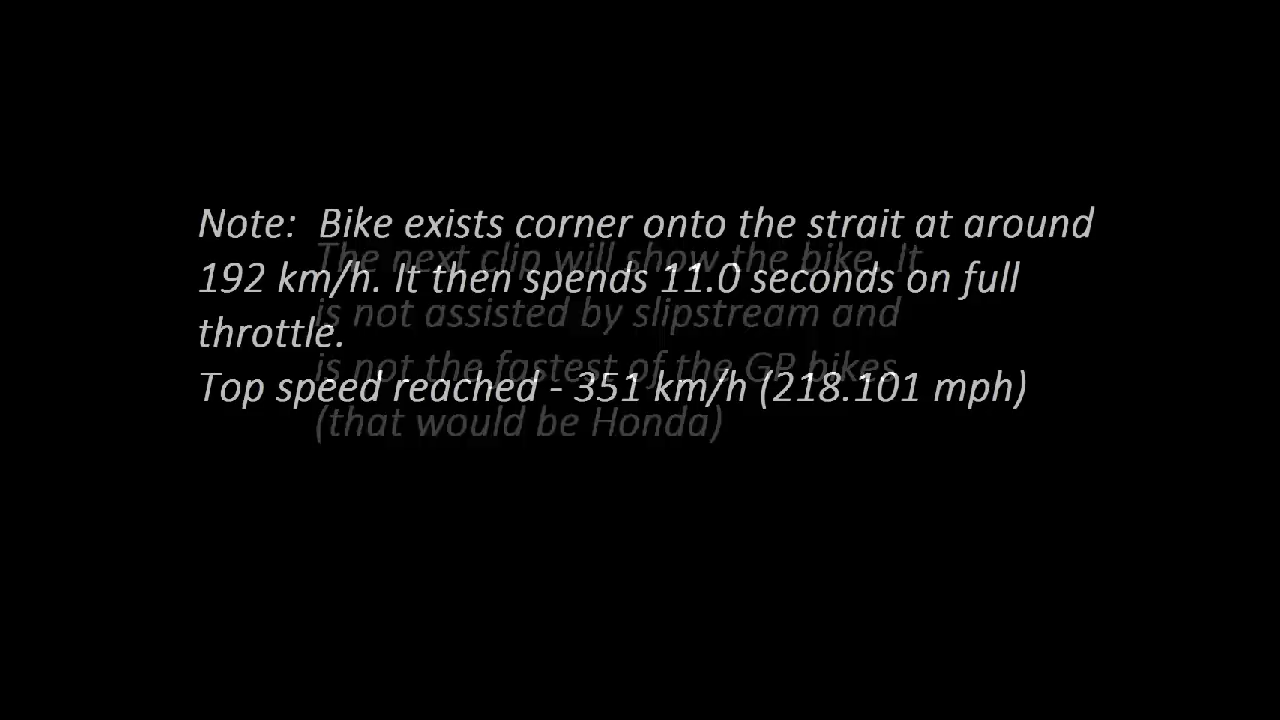 Note:  Bike exists corner onto the strait at around
192 km/h. It then spends 11.0 seconds on full
throttle.
Top speed reached - 351 km/h (218.101 mph)
The next clip will show the bike. It
is not assisted by slipstream and
is not the fastest of the GP bikes
(that would be Honda)